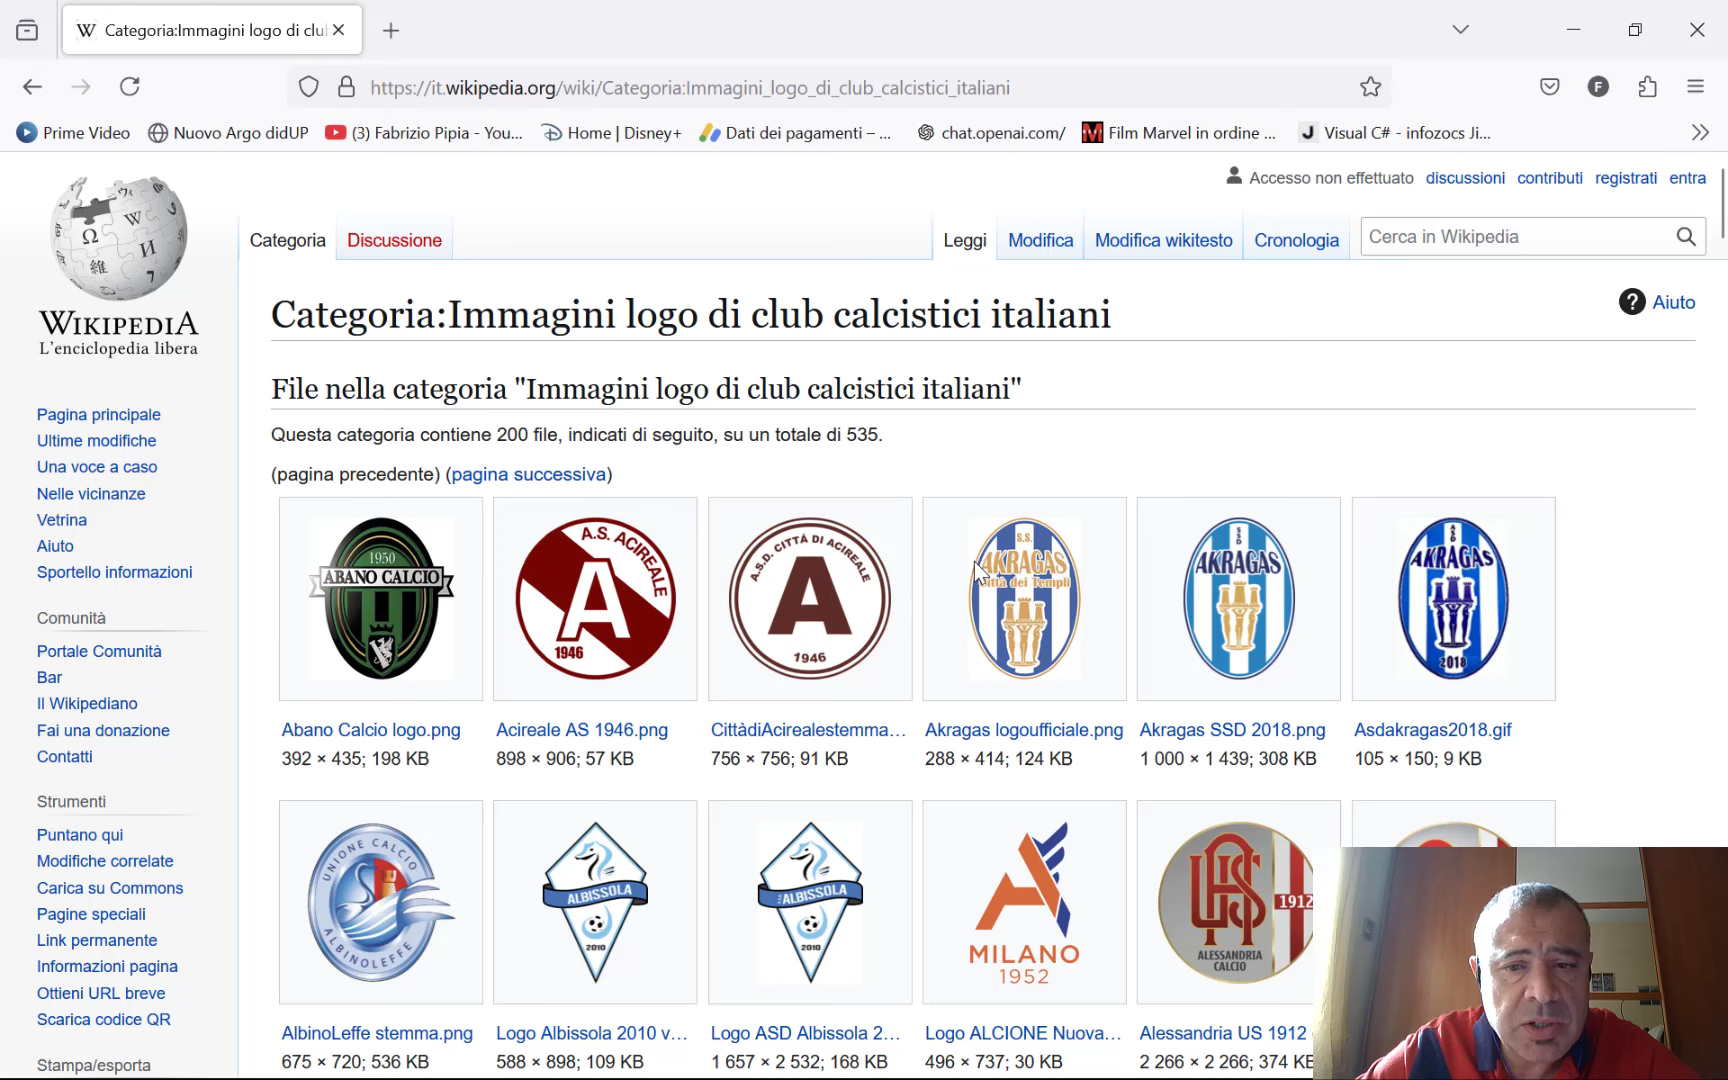 Categoria:Immagini logo di clu
https://it.wikipedia.org/wiki/Categoria:Immagini_logo_di_club_calcistici_italiani
F
Prime Video
Nuovo Argo didUP
(3) Fabrizio Pipia - You...
Home | Disney+
Dati dei pagamenti – ...
chat.openai.com/
Film Marvel in ordine ...
Visual C# - infozocs Ji...
Accesso non effettuato discussioni contributi registrati entra
Categoria Discussione Leggi Modifica Modifica wikitesto Cronologia Cerca in Wikipedia
WIKIPEDIA
L'enciclopedia libera
Pagina principale
Ultime modifiche
Una voce a caso
Nelle vicinanze
Vetrina
Aiuto
Sportello informazioni
Comunità
Portale Comunità
Bar
Il Wikipediano
Fai una donazione
Contatti
Strumenti
Puntano qui
Modifiche correlate
Carica su Commons
Pagine speciali
Link permanente
Informazioni pagina
Ottieni URL breve
Scarica codice QR
Stampa/esporta
Categoria:Immagini logo di club calcistici italiani
? Aiuto
File nella categoria "Immagini logo di club calcistici italiani"
Questa categoria contiene 200 file, indicati di seguito, su un totale di 535.
(pagina precedente) (pagina successiva)
1950
ABANO CALCIO
A.S. ACIREALE
A
1946
A.S.D. CITTÀ DI ACIREALE
A
1946
S.S.
AKRAGAS
Città dei Templi
SSD
AKRAGAS
ASD
AKRAGAS
2018
Abano Calcio logo.png
392 × 435; 198 KB
Acireale AS 1946.png
898 × 906; 57 KB
CittàdiAcirealestemma...
756 × 756; 91 KB
Akragas logoufficiale.png
288 × 414; 124 KB
Akragas SSD 2018.png
1 000 × 1 439; 308 KB
Asdakragas2018.gif
105 × 150; 9 KB
UNIONE CALCIO
ALBINOLEFFE
ALBISSOLA
2010
ALBISSOLA
2010
MILANO
1952
1912
ALESSANDRIA
CALCIO
AlbinoLeffe stemma.png
675 × 720; 536 KB
Logo Albissola 2010 v...
588 × 898; 109 KB
Logo ASD Albissola 2...
1 657 × 2 532; 168 KB
Logo ALCIONE Nuova...
496 × 737; 30 KB
Alessandria US 1912
2 266 × 2 266; 374 KB